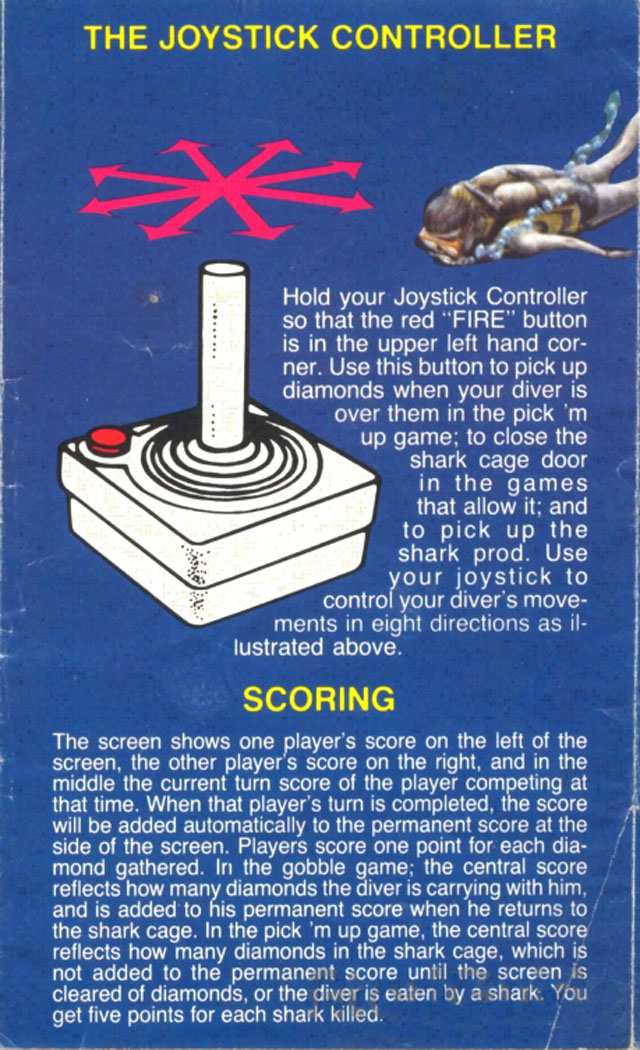 THE JOYSTICK CONTROLLER
Hold your Joystick Controller
so that the red "FIRE" button
is in the upper left hand cor-
ner. Use this button to pick up
diamonds when your diver is
over them in the pick 'm
up game; to close the
shark cage door
in the games
that allow it; and
to pick up the
shark prod. Use
your joystick to
control your diver's move-
ments in eight directions as il-
lustrated above.
SCORING
The screen shows one player's score on the left of the
screen, the other player's score on the right, and in the
middle the current turn score of the player competing at
that time. When that player's turn is completed, the score
will be added automatically to the permanent score at the
side of the screen. Players score one point for each dia-
mond gathered. In the gobble game; the central score
reflects how many diamonds the diver is carrying with him,
and is added to his permanent score when he returns to
the shark cage. In the pick 'm up game, the central score
reflects how many diamonds in the shark cage, which is
not added to the permanent score until the screen is
cleared of diamonds, or the diver is eaten by a shark. You
get five points for each shark killed.